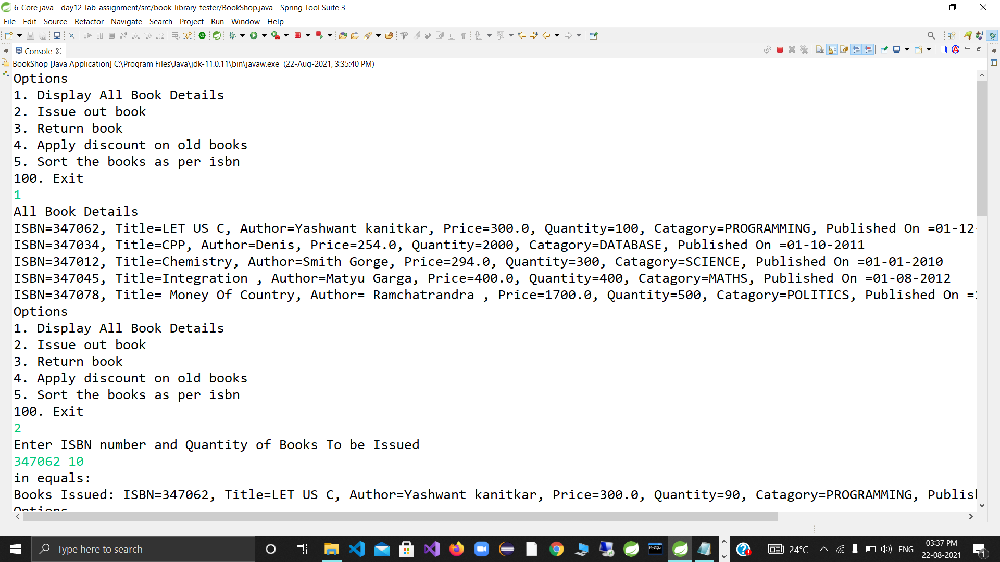 6_Core java - day12_lab_assignment/src/book_library_tester/BookShop.java - Spring Tool Suite 3
File Edit Source Refactor Navigate Search Project Run Window Help
Console
BookShop [Java Application] C:\Program Files\Java\jdk-11.0.11\bin\javaw.exe (22-Aug-2021, 3:35:40 PM)
Options
1. Display All Book Details
2. Issue out book
3. Return book
4. Apply discount on old books
5. Sort the books as per isbn
100. Exit
1
All Book Details
ISBN=347062, Title=LET US C, Author=Yashwant kanitkar, Price=300.0, Quantity=100, Catagory=PROGRAMMING, Published On =01-12-
ISBN=347034, Title=CPP, Author=Denis, Price=254.0, Quantity=2000, Catagory=DATABASE, Published On =01-10-2011
ISBN=347012, Title=Chemistry, Author=Smith Gorge, Price=294.0, Quantity=300, Catagory=SCIENCE, Published On =01-01-2010
ISBN=347045, Title=Integration , Author=Matyu Garga, Price=400.0, Quantity=400, Catagory=MATHS, Published On =01-08-2012
ISBN=347078, Title= Money Of Country, Author= Ramchatrandra , Price=1700.0, Quantity=500, Catagory=POLITICS, Published On =
Options
1. Display All Book Details
2. Issue out book
3. Return book
4. Apply discount on old books
5. Sort the books as per isbn
100. Exit
2
Enter ISBN number and Quantity of Books To be Issued
347062 10
in equals:
Books Issued: ISBN=347062, Title=LET US C, Author=Yashwant kanitkar, Price=300.0, Quantity=90, Catagory=PROGRAMMING, Publish
Options
Type here to search
24°C
ENG
03:37 PM
22-08-2021
1